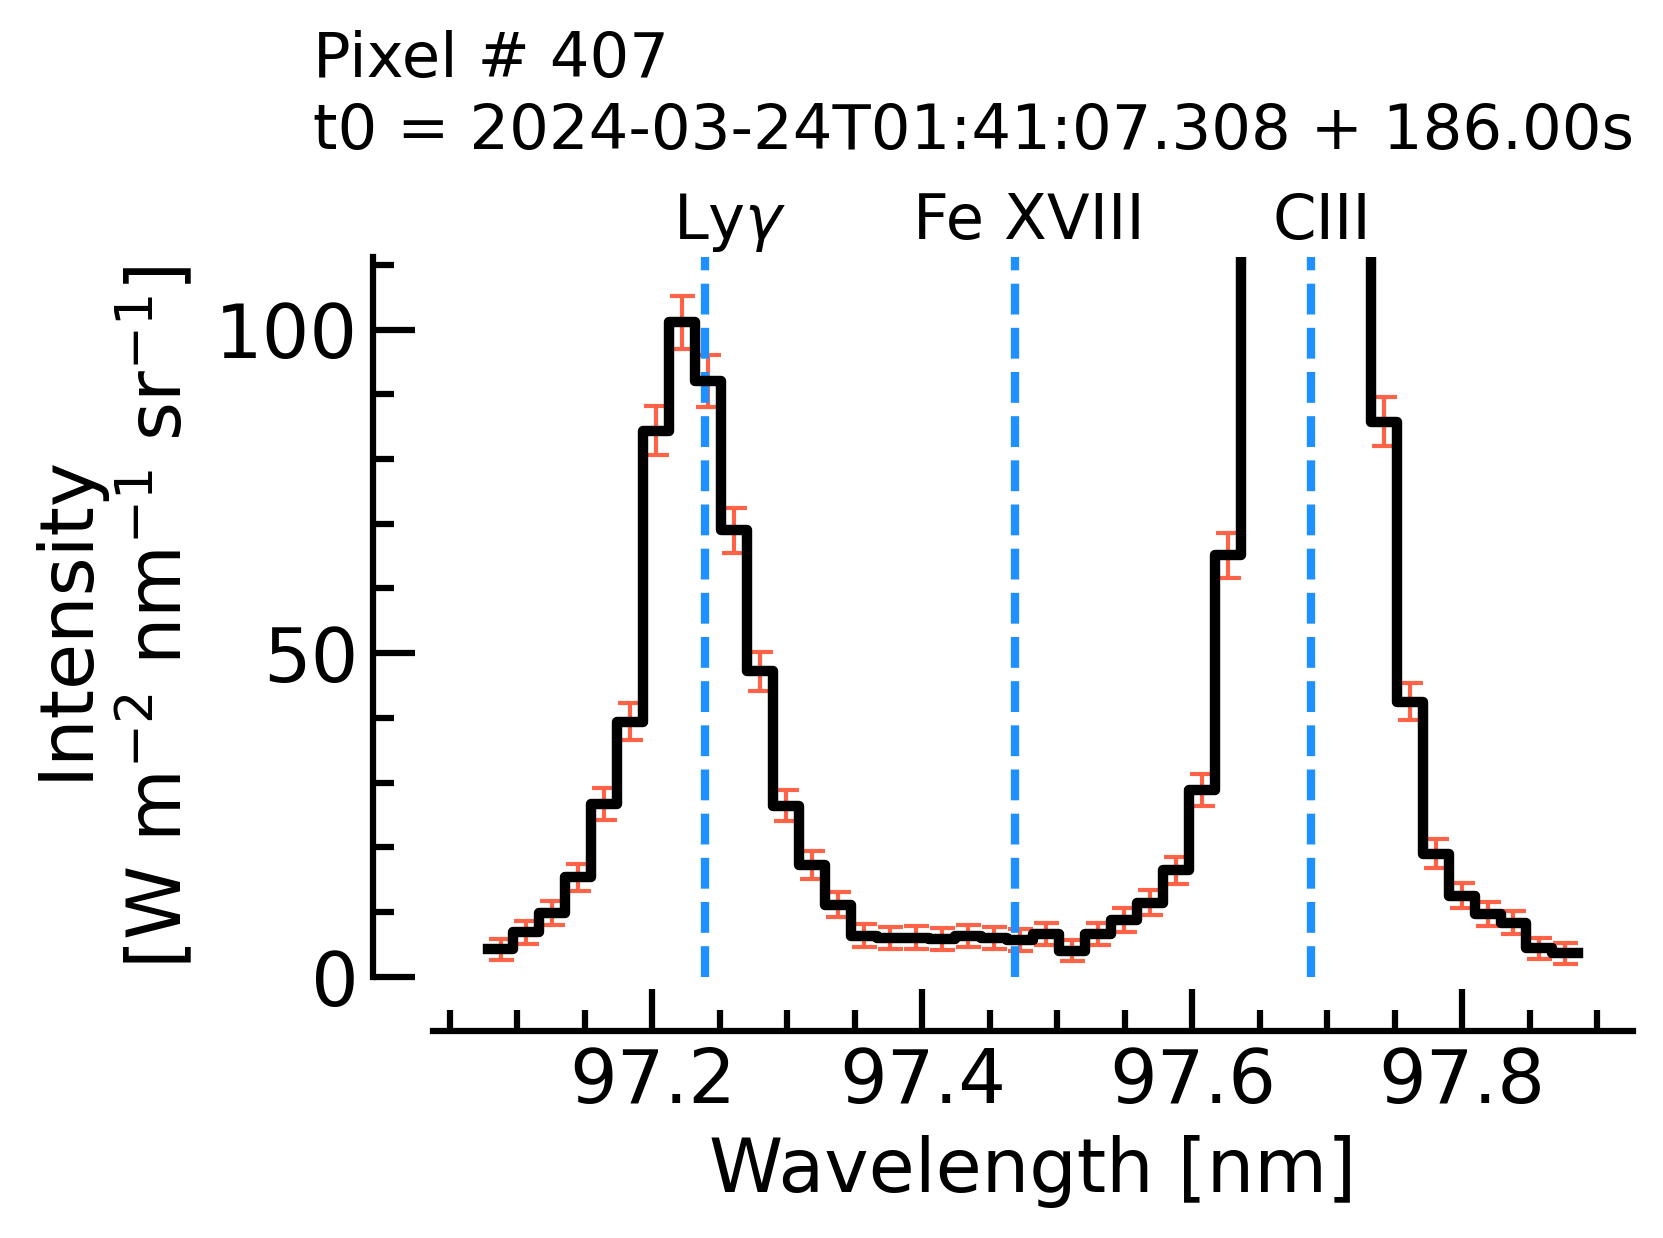 Pixel # 407
t0 = 2024-03-24T01:41:07.308 + 186.00s
Lyγ Fe XVIII CIII
Intensity
[W m⁻² nm⁻¹ sr⁻¹]
100
50
0
97.2 97.4 97.6 97.8
Wavelength [nm]